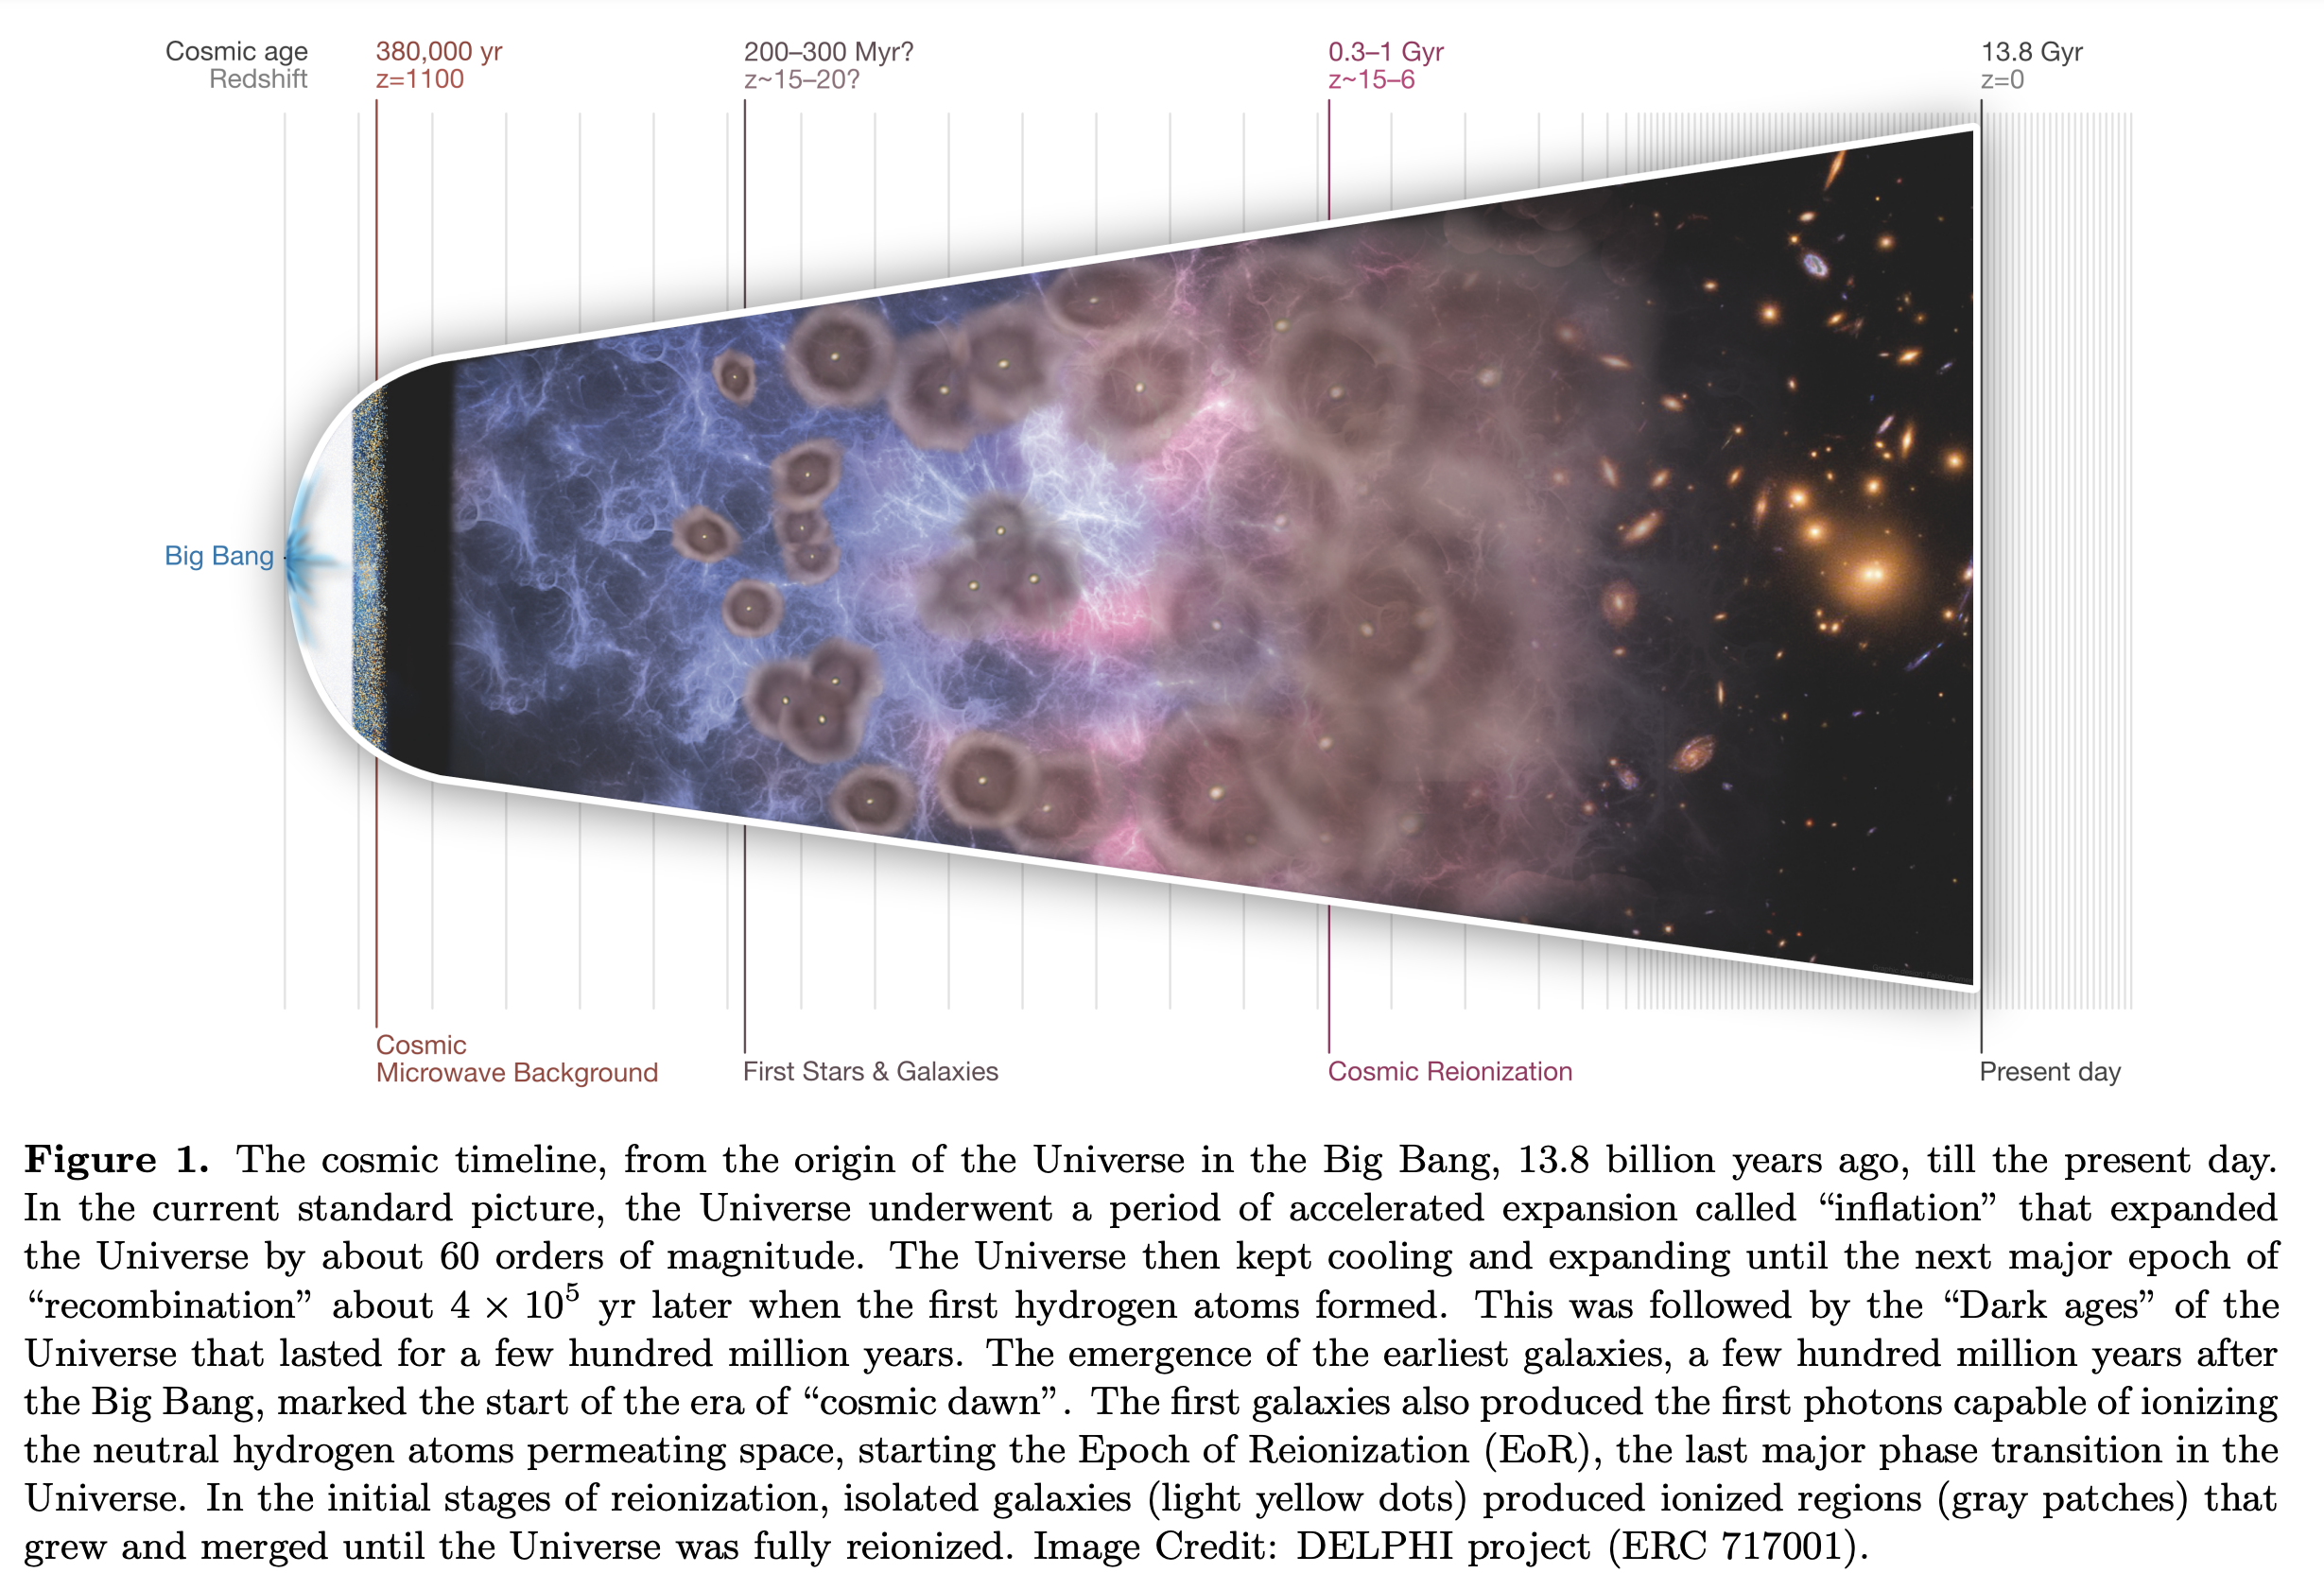 Cosmic age 380,000 yr 200–300 Myr? 0.3–1 Gyr 13.8 Gyr
Redshift z=1100 z~15–20? z~15–6 z=0
Big Bang
Cosmic
Microwave Background First Stars & Galaxies Cosmic Reionization Present day
Figure 1. The cosmic timeline, from the origin of the Universe in the Big Bang, 13.8 billion years ago, till the present day.
In the current standard picture, the Universe underwent a period of accelerated expansion called “inflation” that expanded
the Universe by about 60 orders of magnitude. The Universe then kept cooling and expanding until the next major epoch of
“recombination” about 4 × 10⁵ yr later when the first hydrogen atoms formed. This was followed by the “Dark ages” of the
Universe that lasted for a few hundred million years. The emergence of the earliest galaxies, a few hundred million years after
the Big Bang, marked the start of the era of “cosmic dawn”. The first galaxies also produced the first photons capable of ionizing
the neutral hydrogen atoms permeating space, starting the Epoch of Reionization (EoR), the last major phase transition in the
Universe. In the initial stages of reionization, isolated galaxies (light yellow dots) produced ionized regions (gray patches) that
grew and merged until the Universe was fully reionized. Image Credit: DELPHI project (ERC 717001).